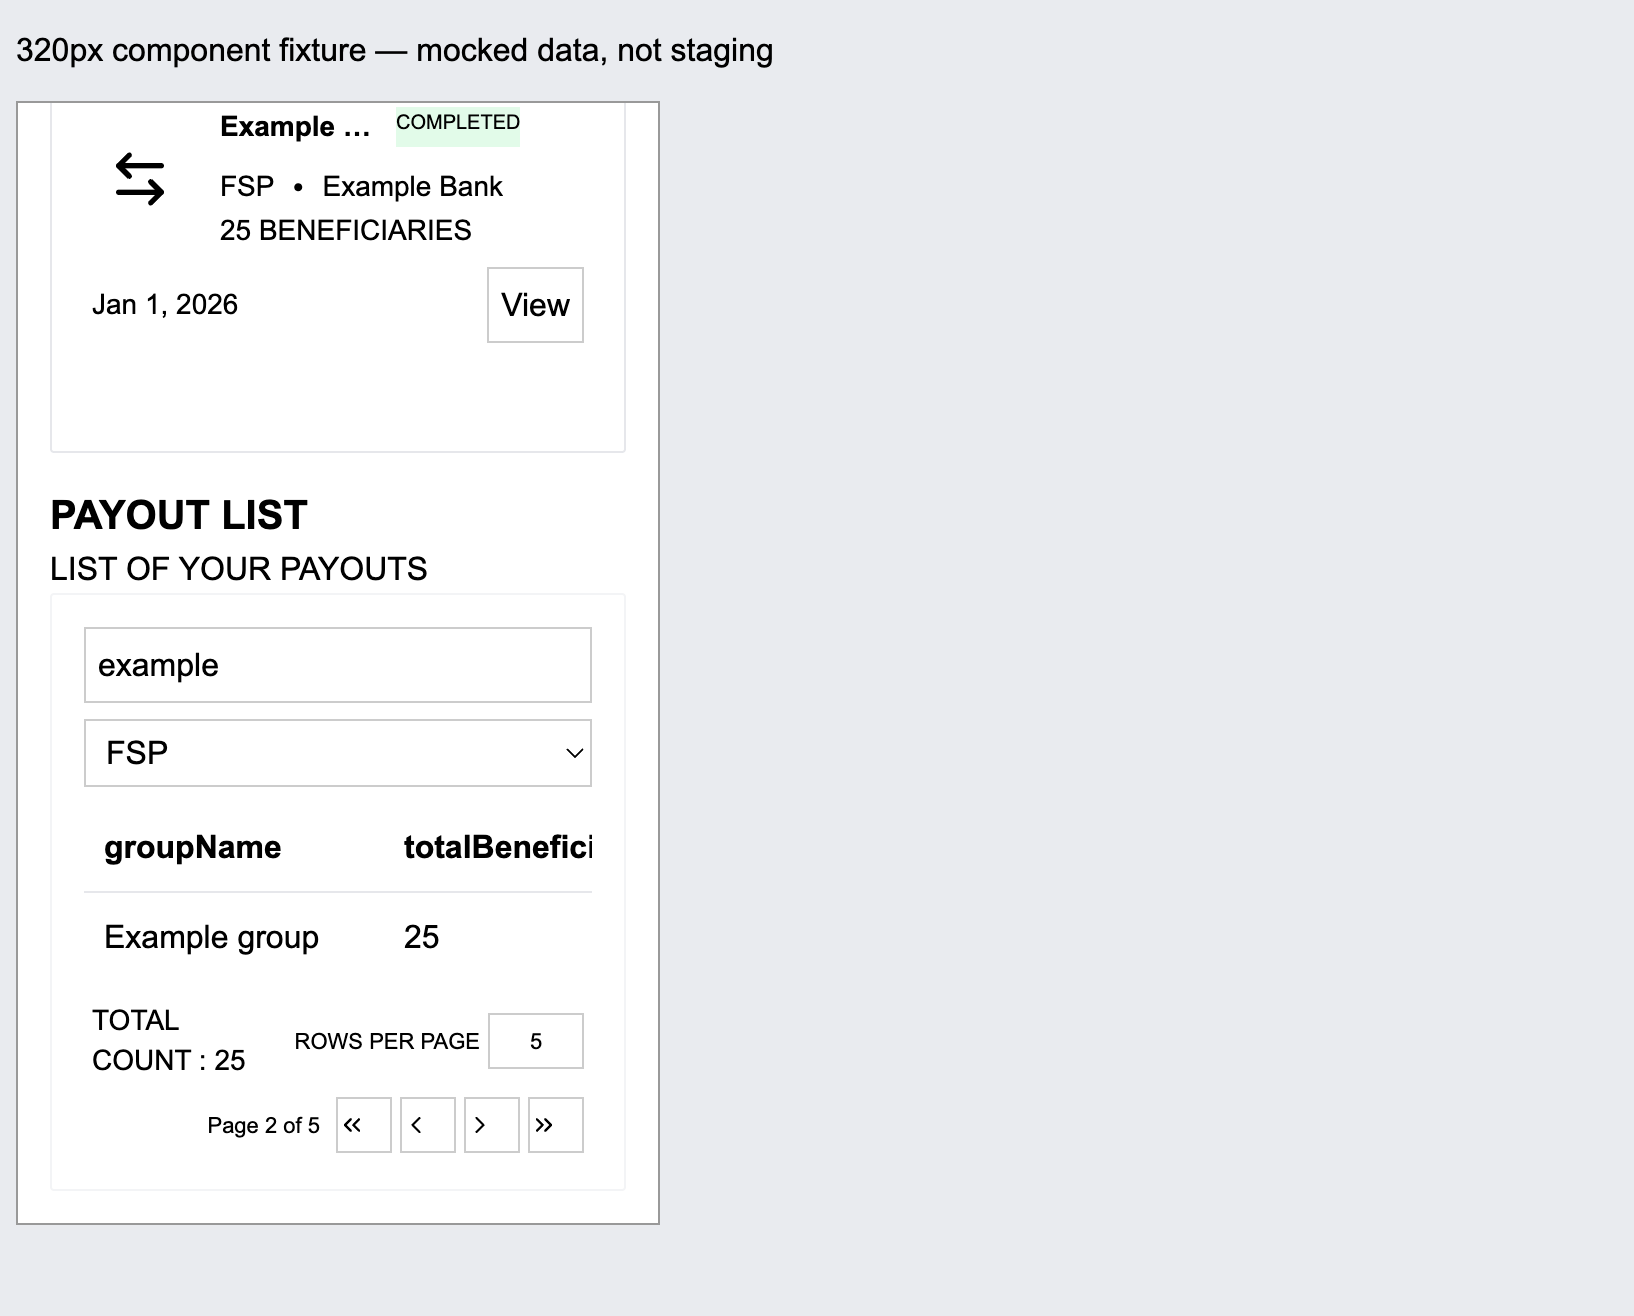 320px component fixture — mocked data, not staging
Example ... COMPLETED
FSP • Example Bank
25 BENEFICIARIES
Jan 1, 2026 View
PAYOUT LIST
LIST OF YOUR PAYOUTS
example
FSP
groupName totalBenefici
Example group 25
TOTAL
COUNT : 25
ROWS PER PAGE 5
Page 2 of 5 « < > »